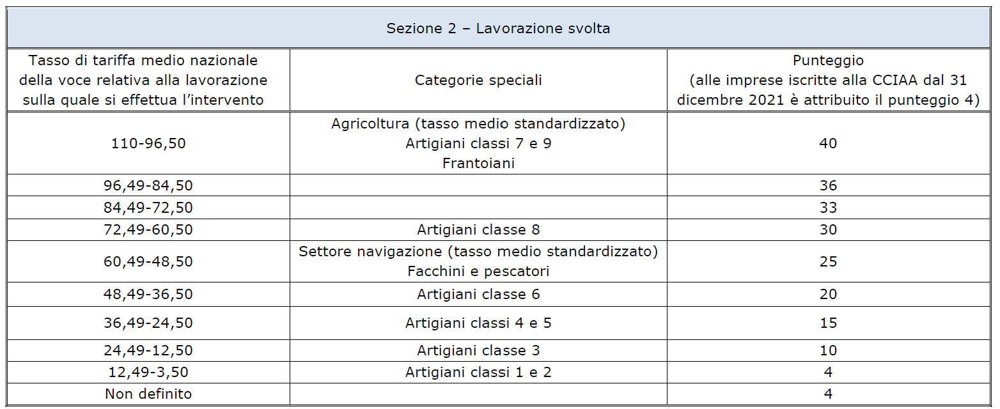 Sezione 2 – Lavorazione svolta
Tasso di tariffa medio nazionale
della voce relativa alla lavorazione
sulla quale si effettua l’intervento
Categorie speciali
Punteggio
(alle imprese iscritte alla CCIAA dal 31
dicembre 2021 è attribuito il punteggio 4)
110-96,50
Agricoltura (tasso medio standardizzato)
Artigiani classi 7 e 9
Frantoiani
40
96,49-84,50
36
84,49-72,50
33
72,49-60,50
Artigiani classe 8
30
60,49-48,50
Settore navigazione (tasso medio standardizzato)
Facchini e pescatori
25
48,49-36,50
Artigiani classe 6
20
36,49-24,50
Artigiani classi 4 e 5
15
24,49-12,50
Artigiani classe 3
10
12,49-3,50
Artigiani classi 1 e 2
4
Non definito
4